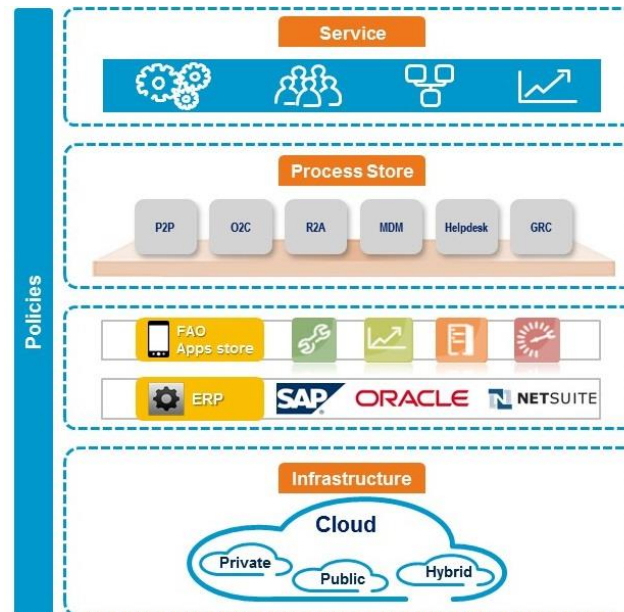 Policies
Service
Process Store
P2P
O2C
R2A
MDM
Helpdesk
GRC
FAO
Apps store
ERP
SAP
ORACLE
N NETSUITE
Infrastructure
Cloud
Private
Public
Hybrid